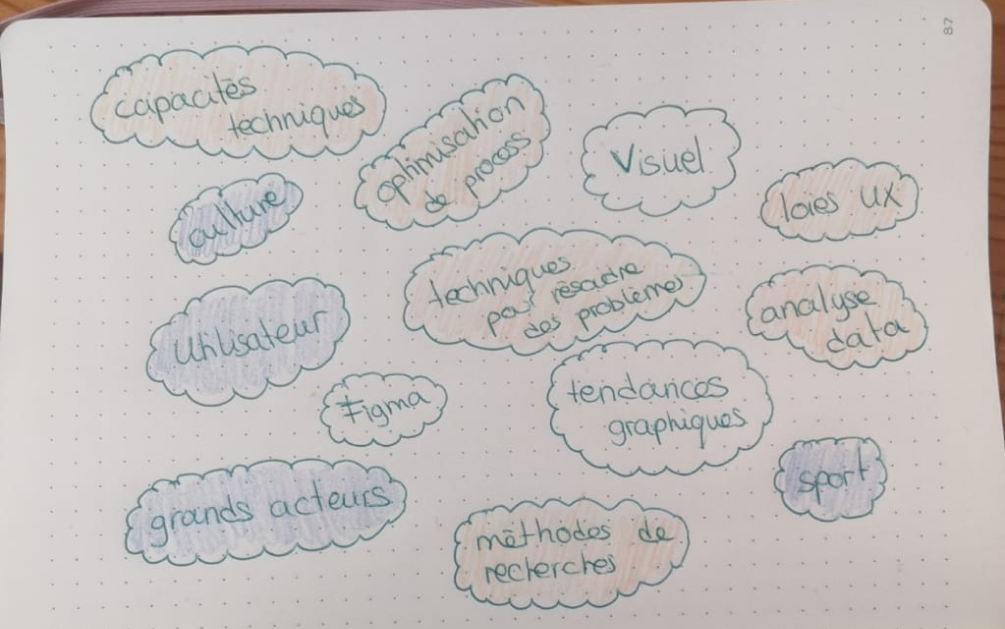 87
capacités
techniques
optimisation
de process
Visuel
culture
loies UX
techniques
pour résoudre
des problèmes
utilisateur
analyse
data
Figma
tendances
graphiques
sport
grands acteurs
méthodes de
recherches